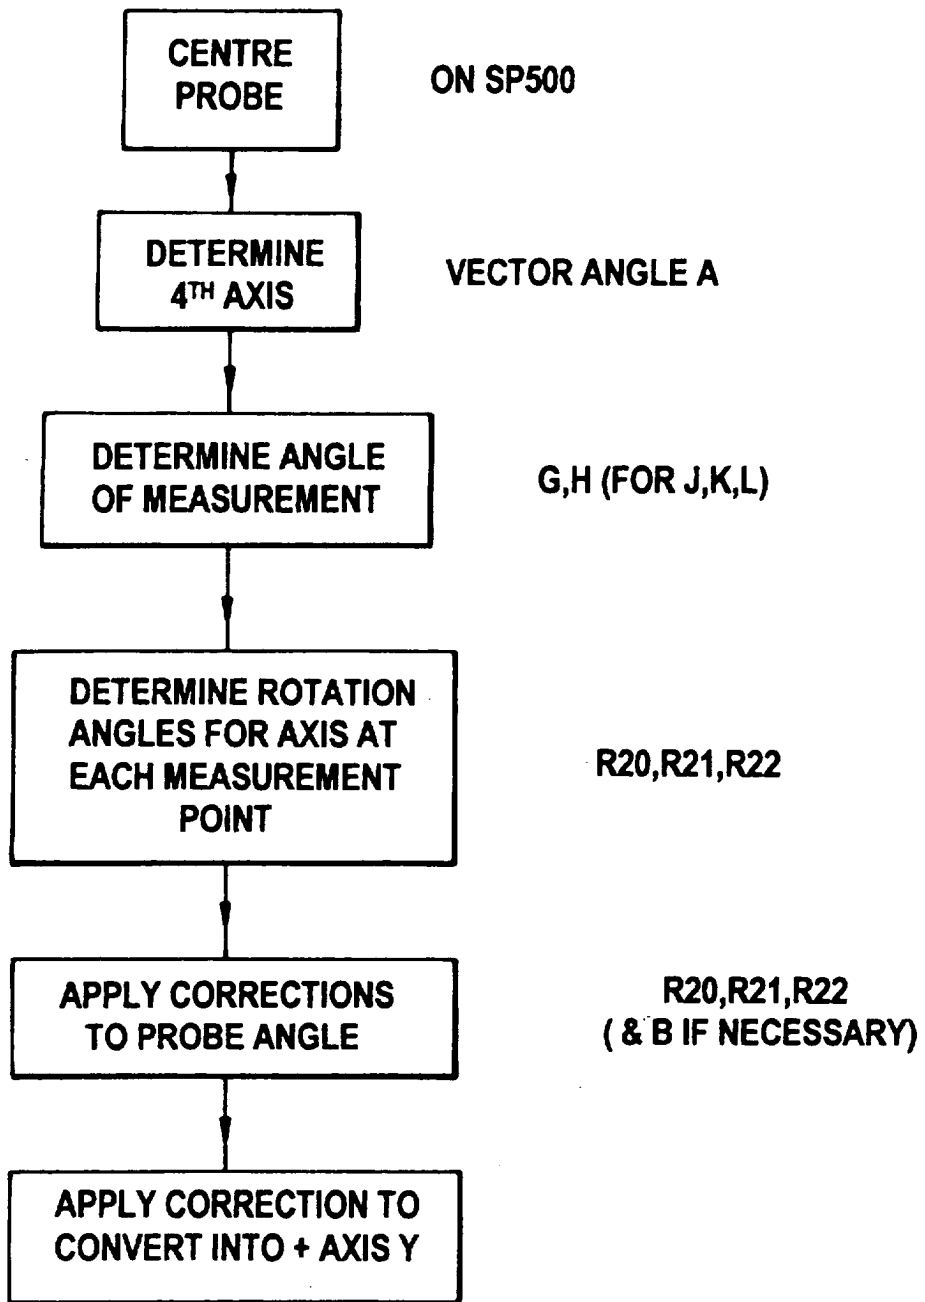 CENTRE
PROBE
ON SP500
DETERMINE
4TH AXIS
VECTOR ANGLE A
DETERMINE ANGLE
OF MEASUREMENT
G,H (FOR J,K,L)
DETERMINE ROTATION
ANGLES FOR AXIS AT
EACH MEASUREMENT
POINT
R20,R21,R22
APPLY CORRECTIONS
TO PROBE ANGLE
R20,R21,R22
( & B IF NECESSARY)
APPLY CORRECTION TO
CONVERT INTO + AXIS Y